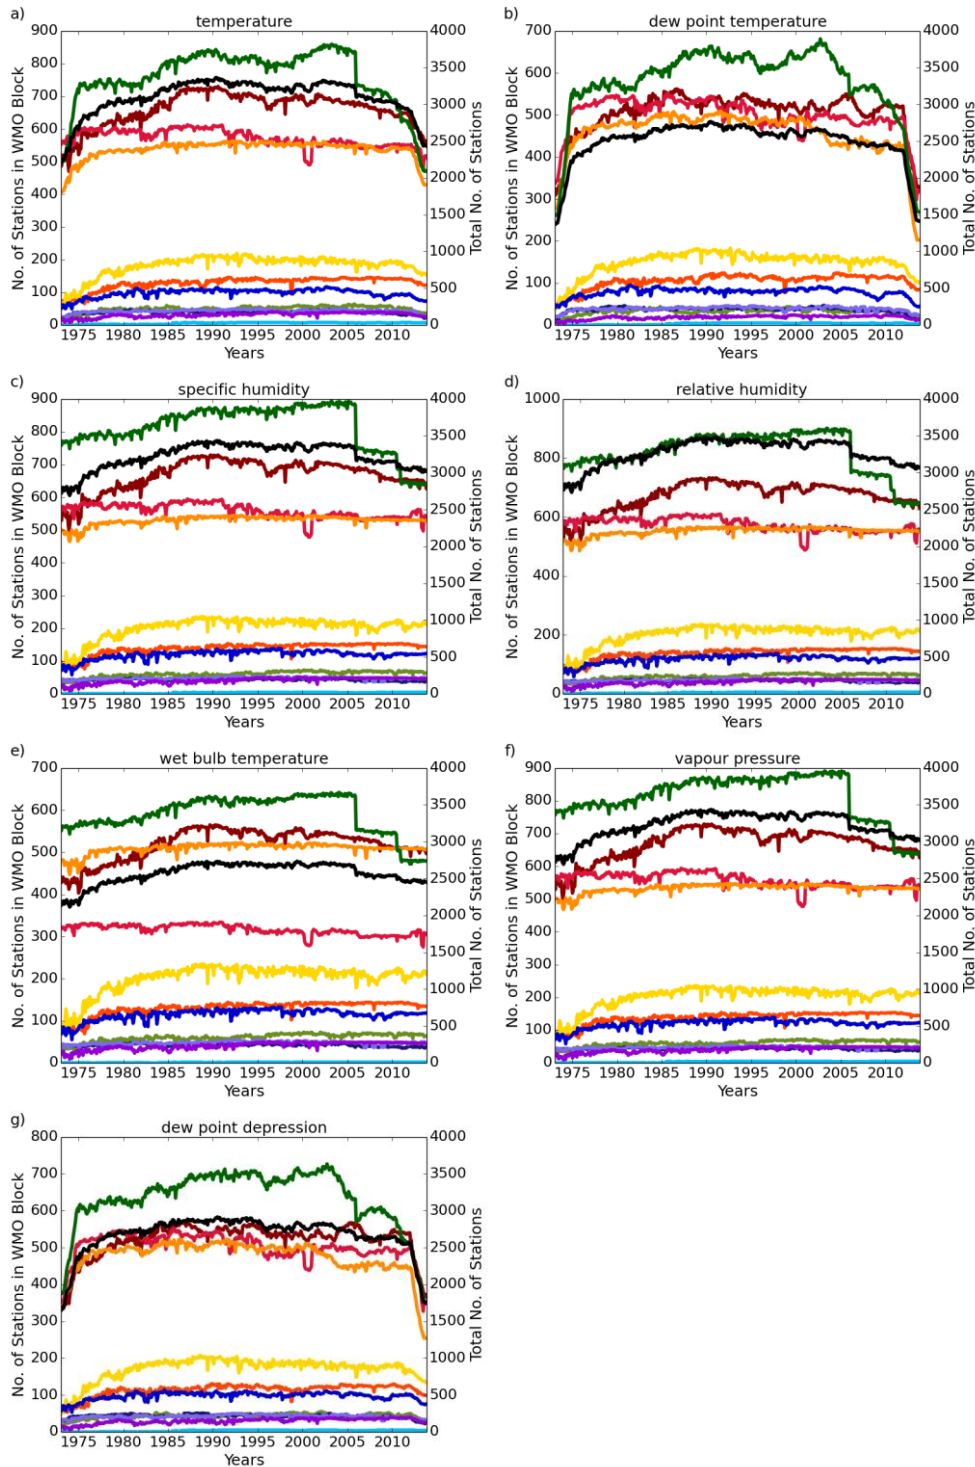 a)
temperature
900
800
700
600
500
400
300
200
100
0
4000
3500
3000
2500
2000
1500
1000
500
0
1975 1980 1985 1990 1995 2000 2005 2010
Years
No. of Stations in WMO Block
Total No. of Stations
b)
dew point temperature
700
600
500
400
300
200
100
0
4000
3500
3000
2500
2000
1500
1000
500
0
1975 1980 1985 1990 1995 2000 2005 2010
Years
No. of Stations in WMO Block
Total No. of Stations
c)
specific humidity
900
800
700
600
500
400
300
200
100
0
4000
3500
3000
2500
2000
1500
1000
500
0
1975 1980 1985 1990 1995 2000 2005 2010
Years
No. of Stations in WMO Block
Total No. of Stations
d)
relative humidity
1000
800
600
400
200
0
4000
3500
3000
2500
2000
1500
1000
500
0
1975 1980 1985 1990 1995 2000 2005 2010
Years
No. of Stations in WMO Block
Total No. of Stations
e)
wet bulb temperature
700
600
500
400
300
200
100
0
4000
3500
3000
2500
2000
1500
1000
500
0
1975 1980 1985 1990 1995 2000 2005 2010
Years
No. of Stations in WMO Block
Total No. of Stations
f)
vapour pressure
900
800
700
600
500
400
300
200
100
0
4000
3500
3000
2500
2000
1500
1000
500
0
1975 1980 1985 1990 1995 2000 2005 2010
Years
No. of Stations in WMO Block
Total No. of Stations
g)
dew point depression
800
700
600
500
400
300
200
100
0
4000
3500
3000
2500
2000
1500
1000
500
0
1975 1980 1985 1990 1995 2000 2005 2010
Years
No. of Stations in WMO Block
Total No. of Stations